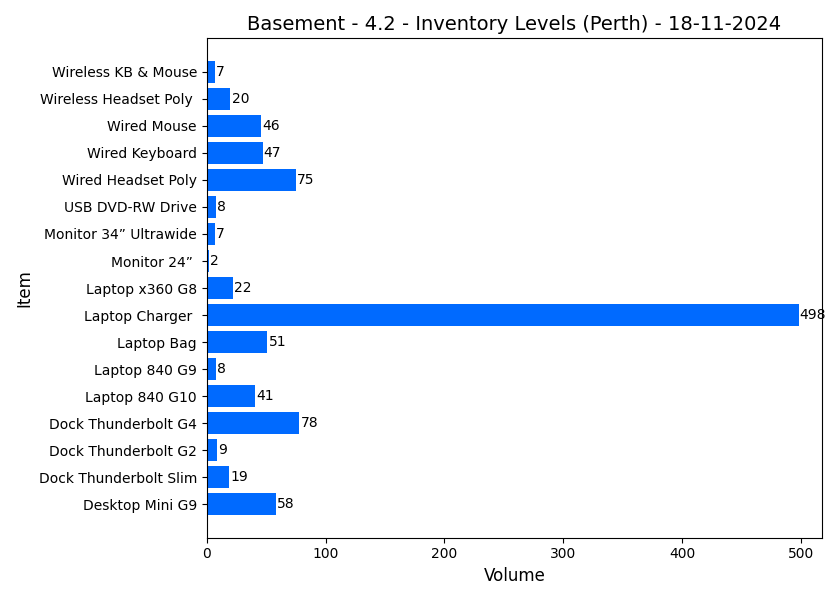 Basement - 4.2 - Inventory Levels (Perth) - 18-11-2024
Wireless KB & Mouse 7
Wireless Headset Poly 20
Wired Mouse 46
Wired Keyboard 47
Wired Headset Poly 75
USB DVD-RW Drive 8
Monitor 34” Ultrawide 7
Monitor 24” 2
Laptop x360 G8 22
Laptop Charger 498
Laptop Bag 51
Laptop 840 G9 8
Laptop 840 G10 41
Dock Thunderbolt G4 78
Dock Thunderbolt G2 9
Dock Thunderbolt Slim 19
Desktop Mini G9 58
Item
0 100 200 300 400 500
Volume